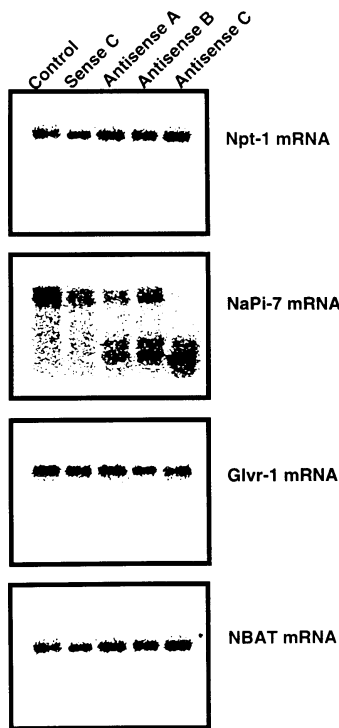 Control
Sense C
Antisense A
Antisense B
Antisense C
Npt-1 mRNA
NaPi-7 mRNA
Glvr-1 mRNA
NBAT mRNA